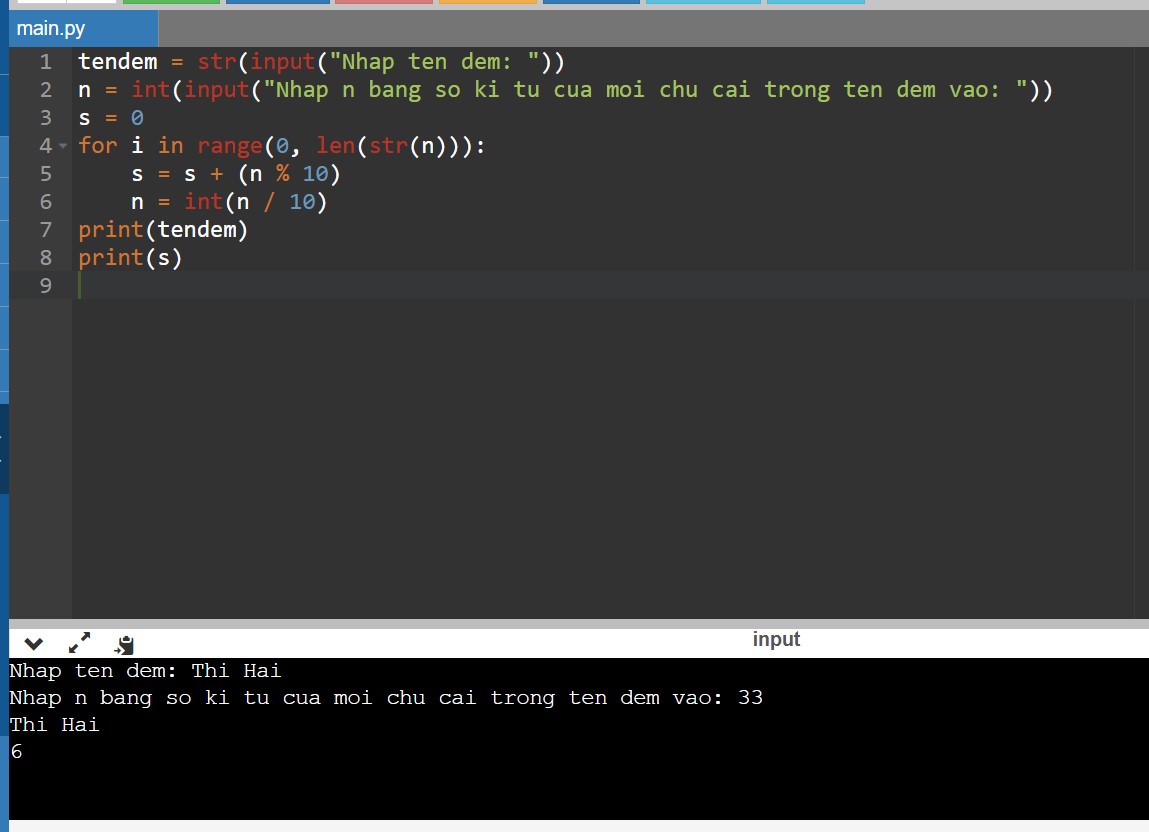 main.py
1 tendem = str(input("Nhap ten dem: "))
2 n = int(input("Nhap n bang so ki tu cua moi chu cai trong ten dem vao: "))
3 s = 0
4 for i in range(0, len(str(n))):
5     s = s + (n % 10)
6     n = int(n / 10)
7 print(tendem)
8 print(s)
9
input
Nhap ten dem: Thi Hai
Nhap n bang so ki tu cua moi chu cai trong ten dem vao: 33
Thi Hai
6